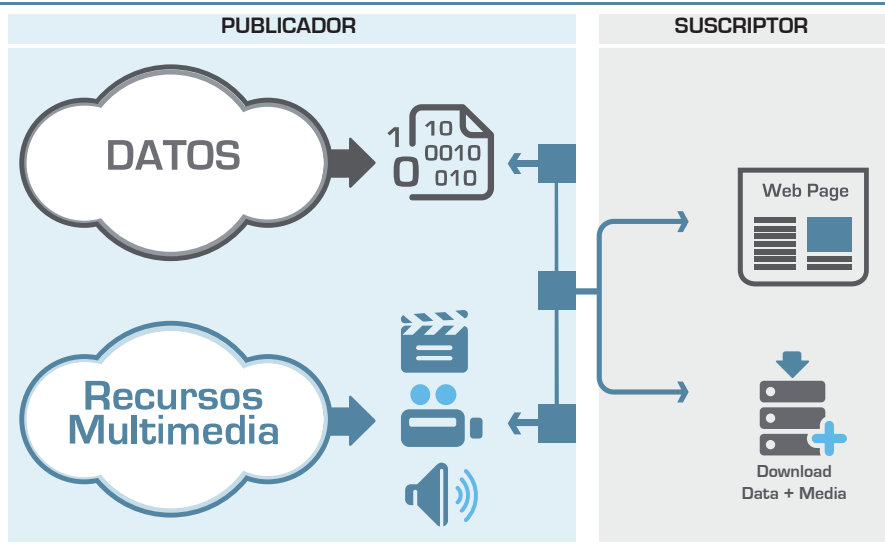 PUBLICADOR
SUSCRIPTOR
DATOS
1
0
10
0010
010
Web Page
Recursos
Multimedia
Download
Data + Media